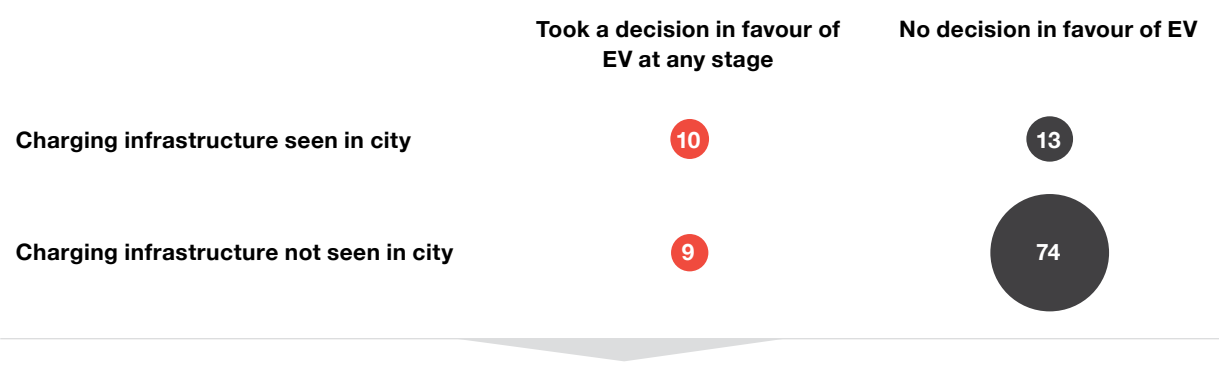 Took a decision in favour of
EV at any stage
No decision in favour of EV
Charging infrastructure seen in city
10
13
Charging infrastructure not seen in city
9
74